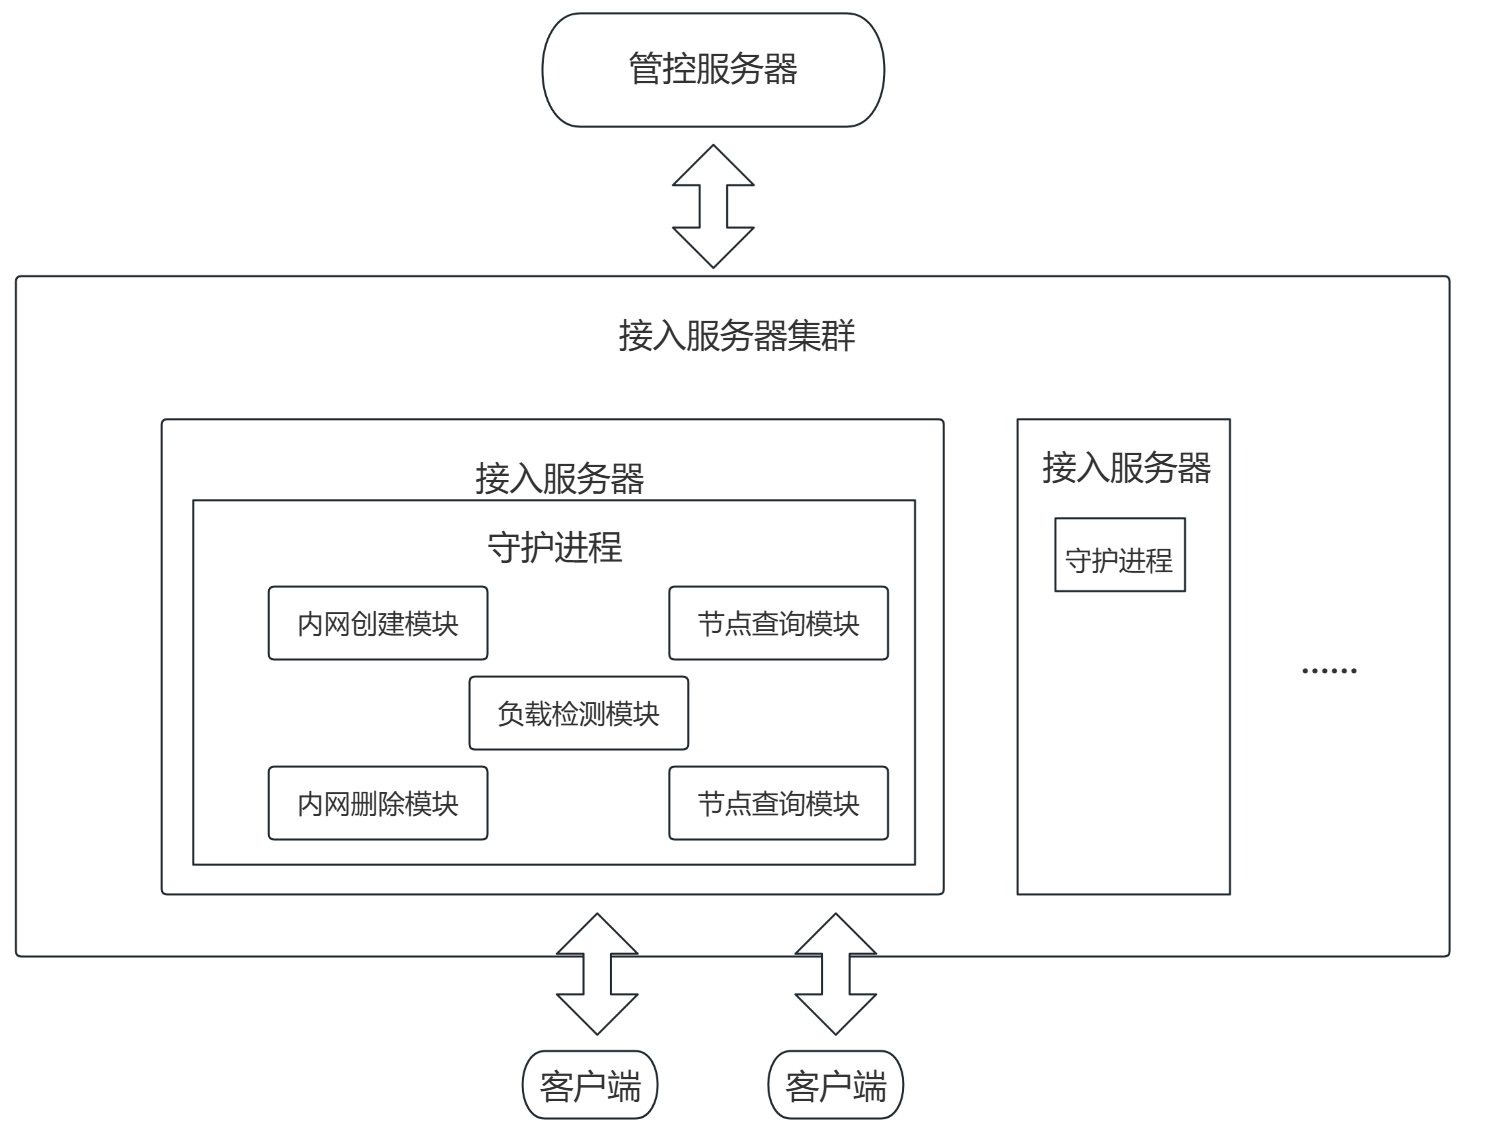 管控服务器
接入服务器集群
接入服务器
守护进程
内网创建模块
节点查询模块
负载检测模块
内网删除模块
节点查询模块
接入服务器
守护进程
......
客户端
客户端